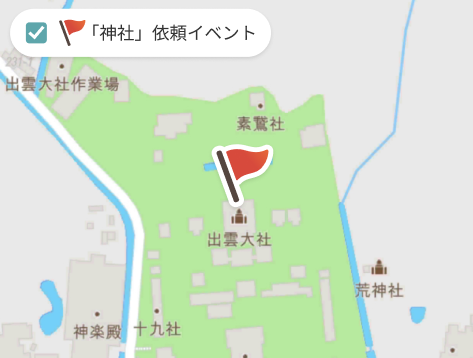 「神社」依頼イベント
出雲大社作業場
素鵞社
出雲大社
荒神社
神楽殿
十九社